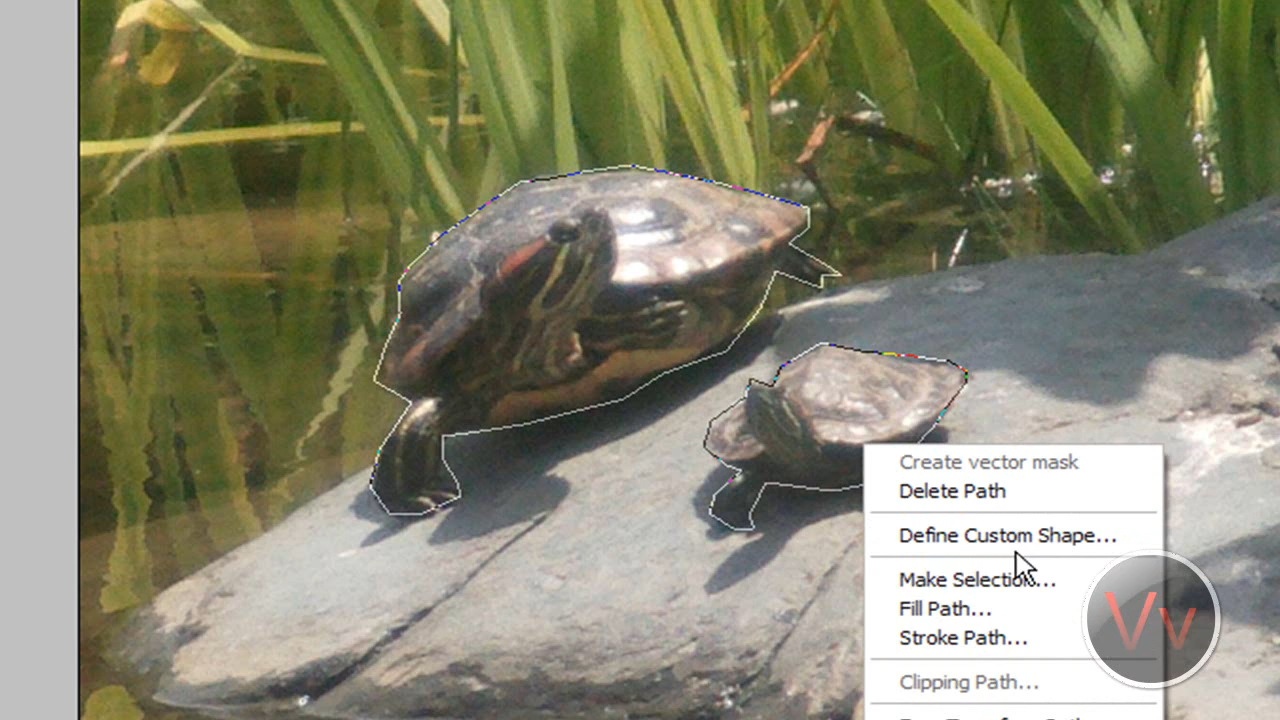 Create vector mask
Delete Path
Define Custom Shape...
Make Selection...
Fill Path...
Stroke Path...
Clipping Path...
Vv